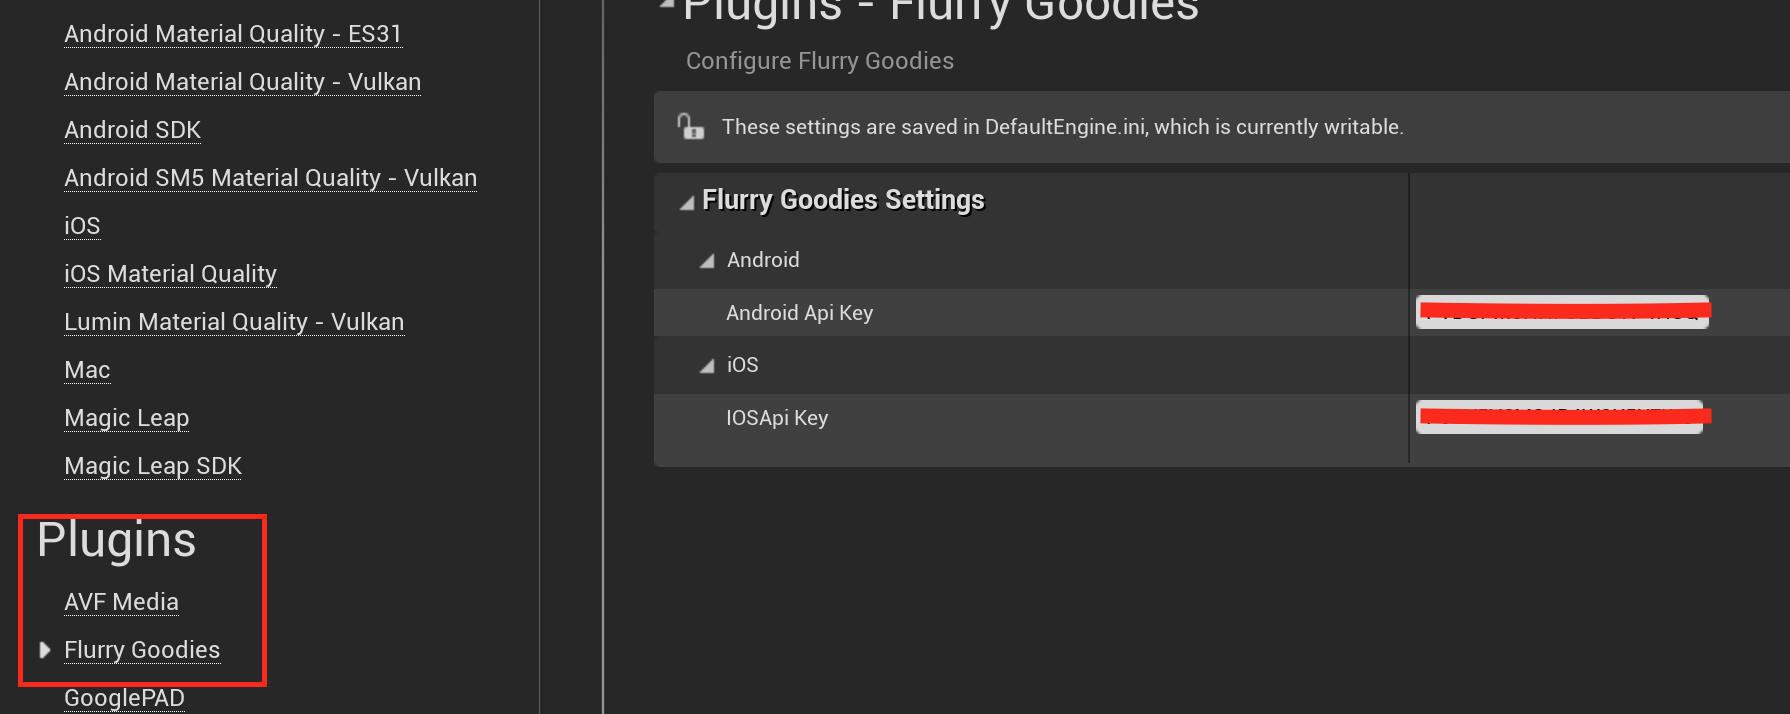 Android Material Quality - ES31
Android Material Quality - Vulkan
Android SDK
Android SM5 Material Quality - Vulkan
iOS
iOS Material Quality
Lumin Material Quality - Vulkan
Mac
Magic Leap
Magic Leap SDK
Plugins
AVF Media
Flurry Goodies
GooglePAD
Plugins - Flurry Goodies
Configure Flurry Goodies
These settings are saved in DefaultEngine.ini, which is currently writable.
Flurry Goodies Settings
Android
Android Api Key
iOS
IOSApi Key